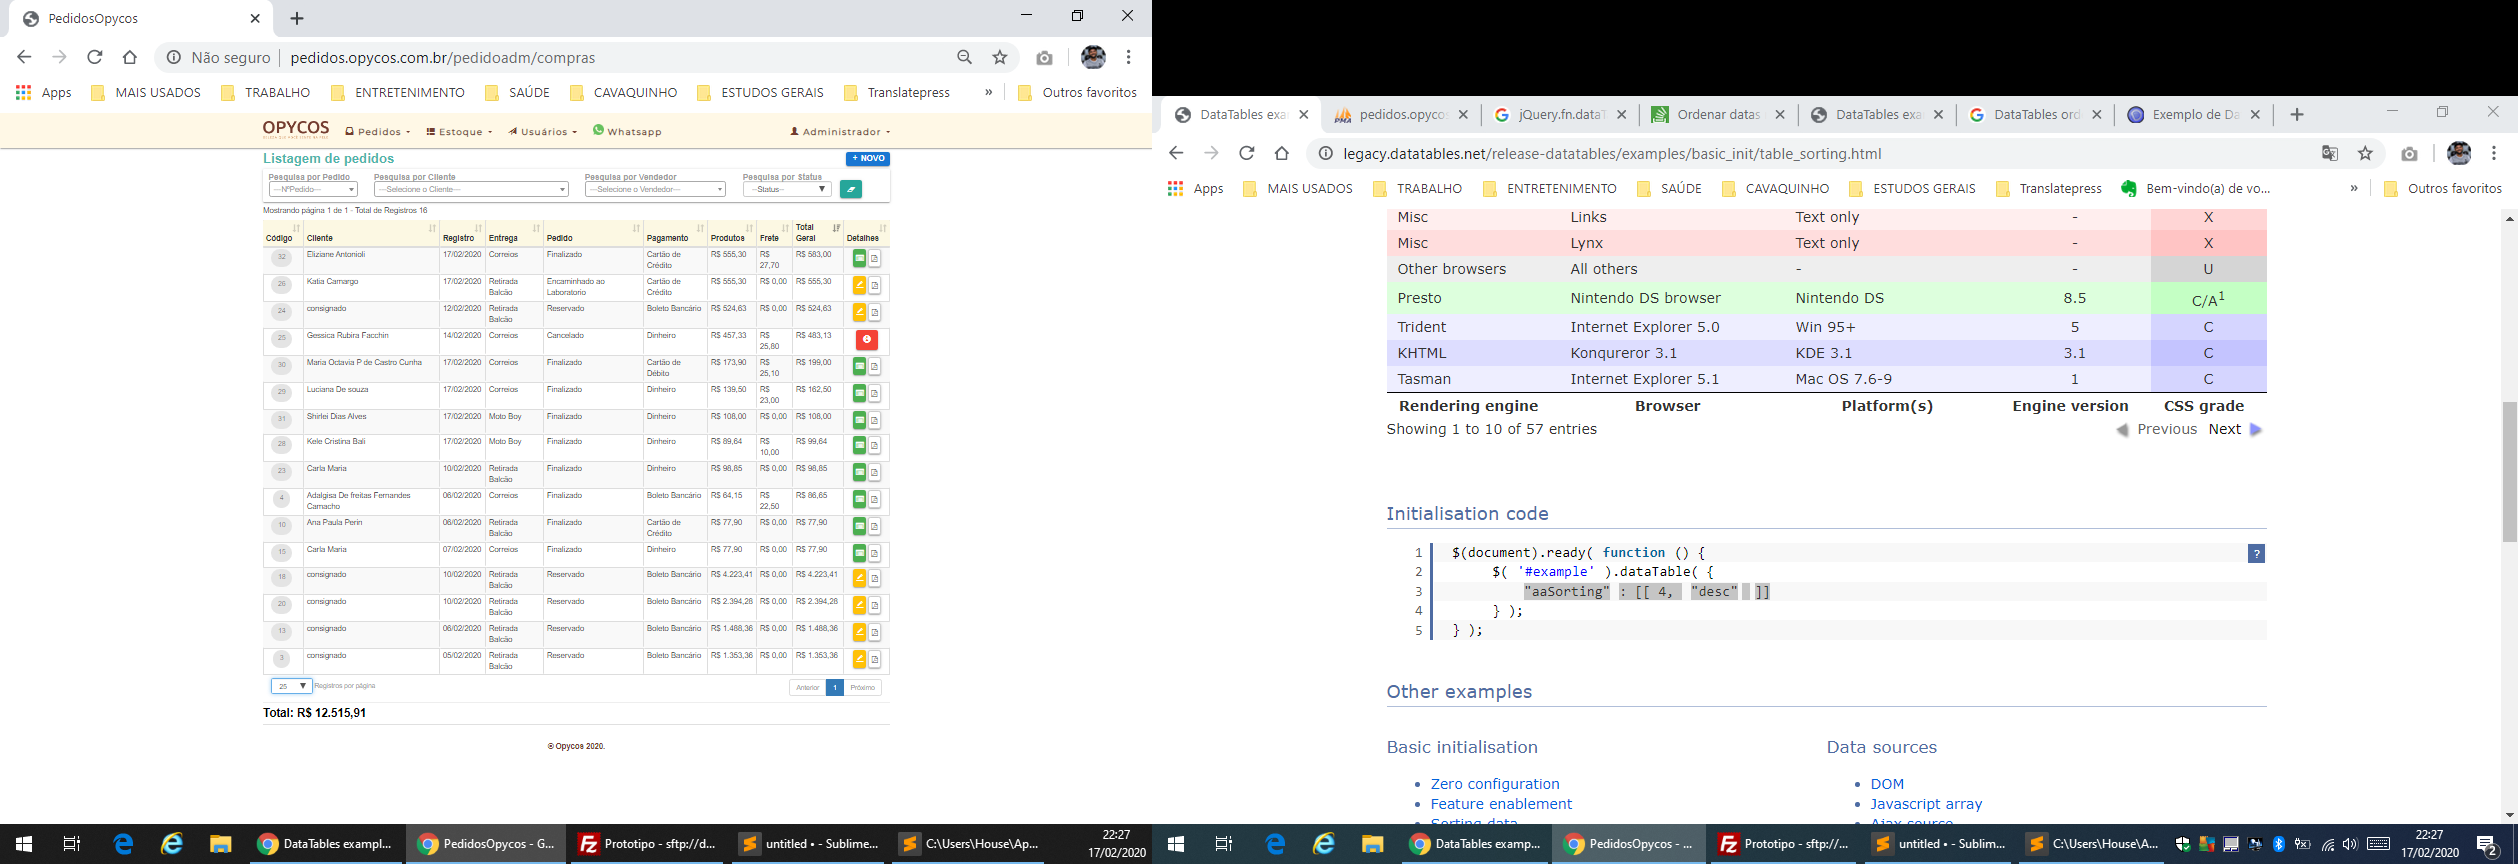 PedidosOpycos
Não seguro | pedidos.opycos.com.br/pedidoadm/compras
Apps MAIS USADOS TRABALHO ENTRETENIMENTO SAÚDE CAVAQUINHO ESTUDOS GERAIS Translatepress » Outros favoritos
OPYCOS Pedidos Estoque Usuários Whatsapp Administrador
Listagem de pedidos + NOVO
Pesquisa por Pedido Pesquisa por Cliente Pesquisa por Vendedor Pesquisa por Status
---NºPedido--- ---Selecione o Cliente--- ---Selecione o Vendedor--- --Status--
Mostrando página 1 de 1 - Total de Registros 16
Código Cliente Registro Entrega Pedido Pagamento Produtos Frete Total Geral Detalhes
32 Eliziane Antonioli 17/02/2020 Correios Finalizado Cartão de Crédito R$ 555,30 R$ 27,70 R$ 583,00
26 Katia Camargo 17/02/2020 Retirada Balcão Encaminhado ao Laboratorio Cartão de Crédito R$ 555,30 R$ 0,00 R$ 555,30
24 consignado 12/02/2020 Retirada Balcão Reservado Boleto Bancário R$ 524,63 R$ 0,00 R$ 524,63
25 Gessica Rubira Facchin 14/02/2020 Correios Cancelado Dinheiro R$ 457,33 R$ 25,80 R$ 483,13
30 Maria Octavia P de Castro Cunha 17/02/2020 Correios Finalizado Cartão de Débito R$ 173,90 R$ 25,10 R$ 199,00
29 Luciana De souza 17/02/2020 Correios Finalizado Dinheiro R$ 139,50 R$ 23,00 R$ 162,50
31 Shirlei Dias Alves 17/02/2020 Moto Boy Finalizado Dinheiro R$ 108,00 R$ 0,00 R$ 108,00
28 Kele Cristina Bali 17/02/2020 Moto Boy Finalizado Dinheiro R$ 89,64 R$ 10,00 R$ 99,64
23 Carla Maria 10/02/2020 Retirada Balcão Finalizado Dinheiro R$ 98,85 R$ 0,00 R$ 98,85
4 Adalgisa De freitas Fernandes Camacho 06/02/2020 Correios Finalizado Boleto Bancário R$ 64,15 R$ 22,50 R$ 86,65
10 Ana Paula Perin 06/02/2020 Retirada Balcão Finalizado Cartão de Crédito R$ 77,90 R$ 0,00 R$ 77,90
15 Carla Maria 07/02/2020 Correios Finalizado Dinheiro R$ 77,90 R$ 0,00 R$ 77,90
18 consignado 10/02/2020 Retirada Balcão Reservado Boleto Bancário R$ 4.223,41 R$ 0,00 R$ 4.223,41
20 consignado 10/02/2020 Retirada Balcão Reservado Boleto Bancário R$ 2.394,28 R$ 0,00 R$ 2.394,28
13 consignado 06/02/2020 Retirada Balcão Reservado Boleto Bancário R$ 1.488,36 R$ 0,00 R$ 1.488,36
3 consignado 05/02/2020 Retirada Balcão Reservado Boleto Bancário R$ 1.353,36 R$ 0,00 R$ 1.353,36
25 Registros por página Anterior 1 Próximo
Total: R$ 12.515,91
© Opycos 2020.
DataTables exampl... PedidosOpycos - G... Prototipo - sftp://d... untitled • - Sublime... C:\Users\House\Ap... 22:27
17/02/2020
DataTables exa pedidos.opycos jQuery.fn.dataT Ordenar datas DataTables exa DataTables ord Exemplo de Da
legacy.datatables.net/release-datatables/examples/basic_init/table_sorting.html
Apps MAIS USADOS TRABALHO ENTRETENIMENTO SAÚDE CAVAQUINHO ESTUDOS GERAIS Translatepress Bem-vindo(a) de vo... » Outros favoritos
Misc Links Text only - X
Misc Lynx Text only - X
Other browsers All others - - U
Presto Nintendo DS browser Nintendo DS 8.5 C/A1
Trident Internet Explorer 5.0 Win 95+ 5 C
KHTML Konqureror 3.1 KDE 3.1 3.1 C
Tasman Internet Explorer 5.1 Mac OS 7.6-9 1 C
Rendering engine Browser Platform(s) Engine version CSS grade
Showing 1 to 10 of 57 entries Previous Next
Initialisation code
1 $(document).ready( function () { ?
2 $( '#example' ).dataTable( {
3 "aaSorting" : [[ 4, "desc" ]]
4 } );
5 } );
Other examples
Basic initialisation Data sources
Zero configuration DOM
Feature enablement Javascript array
Sorting data Ajax source
DataTables examp... PedidosOpycos - ... Prototipo - sftp://... untitled • - Sublim... C:\Users\House\A... 22:27
17/02/2020 2